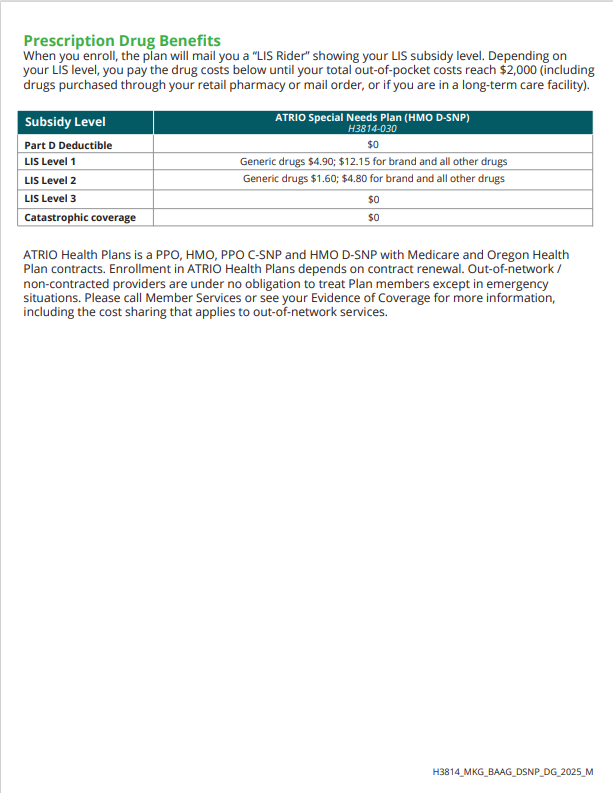 Prescription Drug Benefits
When you enroll, the plan will mail you a “LIS Rider” showing your LIS subsidy level. Depending on
your LIS level, you pay the drug costs below until your total out-of-pocket costs reach $2,000 (including
drugs purchased through your retail pharmacy or mail order, or if you are in a long-term care facility).
Subsidy Level
ATRIO Special Needs Plan (HMO D-SNP)
H3814-030
Part D Deductible
$0
LIS Level 1
Generic drugs $4.90; $12.15 for brand and all other drugs
LIS Level 2
Generic drugs $1.60; $4.80 for brand and all other drugs
LIS Level 3
$0
Catastrophic coverage
$0
ATRIO Health Plans is a PPO, HMO, PPO C-SNP and HMO D-SNP with Medicare and Oregon Health
Plan contracts. Enrollment in ATRIO Health Plans depends on contract renewal. Out-of-network /
non-contracted providers are under no obligation to treat Plan members except in emergency
situations. Please call Member Services or see your Evidence of Coverage for more information,
including the cost sharing that applies to out-of-network services.
H3814_MKG_BAAG_DSNP_DG_2025_M